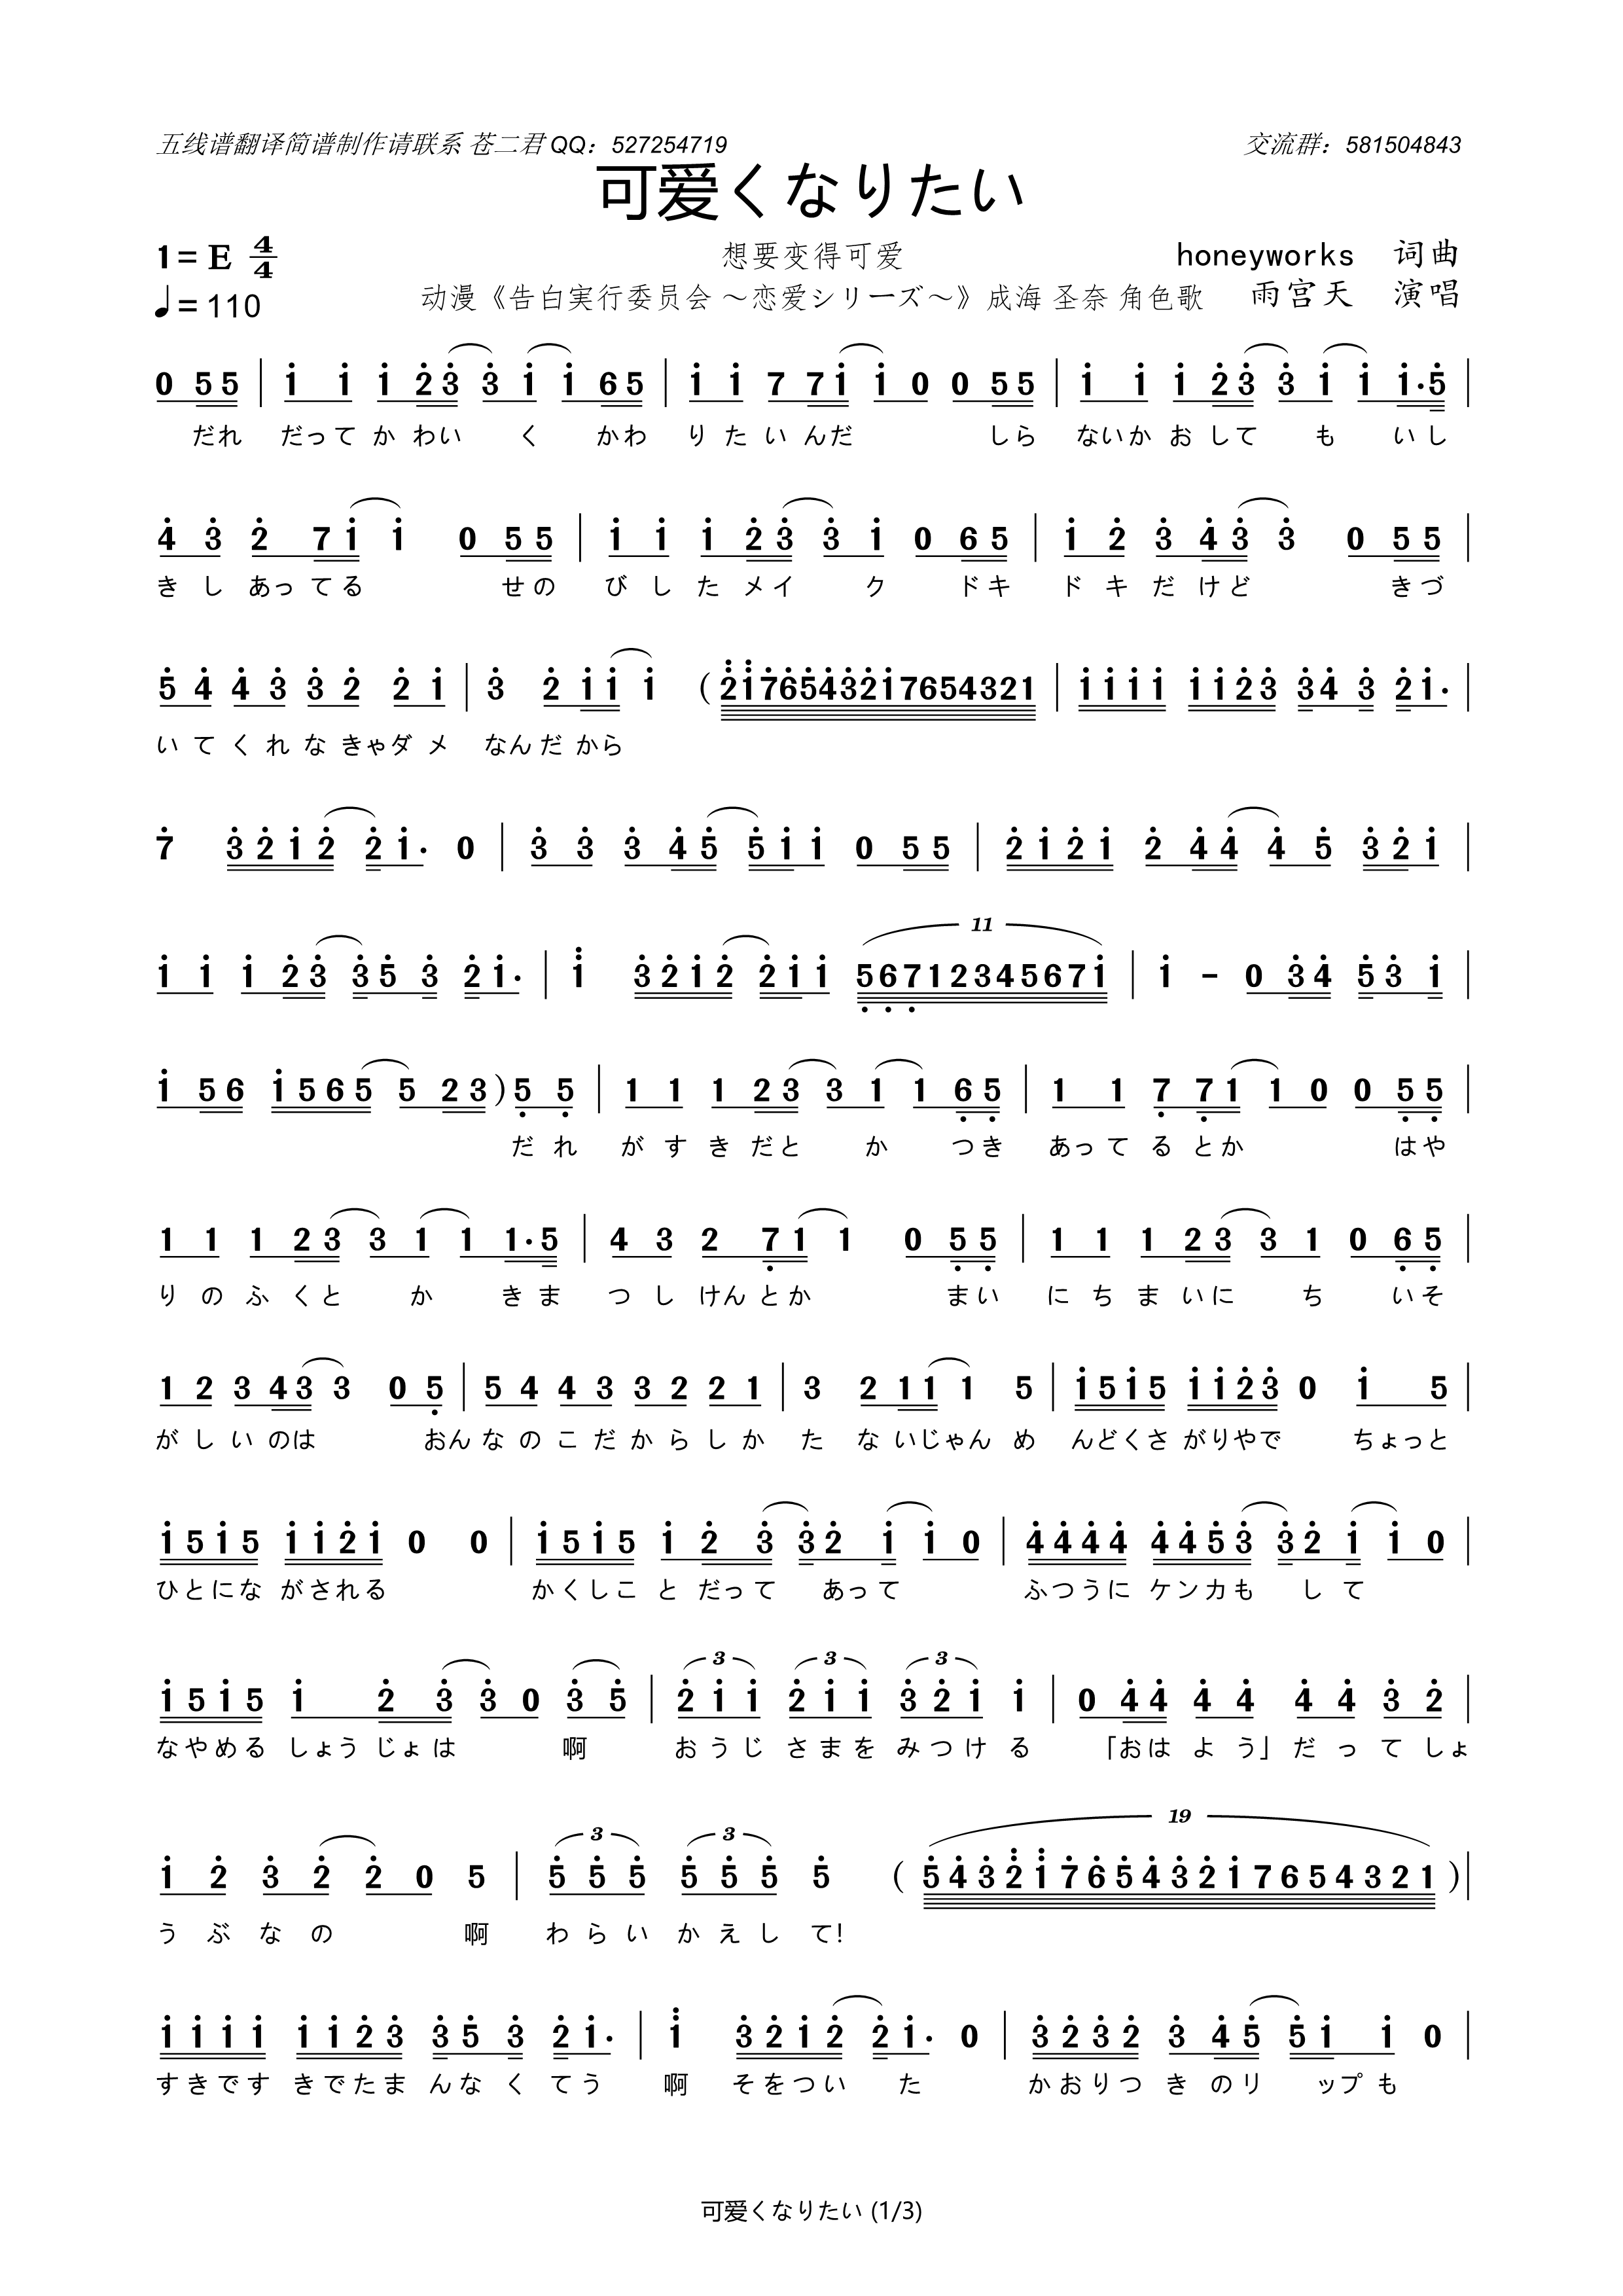 五线谱翻译简谱制作请联系 苍二君 QQ：527254719 交流群：581504843
可爱くなりたい
1= E 4/4 想要变得可爱 honeyworks 词曲
♩= 110 动漫《告白実行委员会 ～恋爱シリーズ～》成海 圣奈 角色歌 雨宫天 演唱
0 5 5 | 1̇ 1̇ 1̇ 2̇ 3̇ 3̇ 1̇ 1̇ 6 5 | 1̇ 1̇ 7 7 1̇ 1̇ 0 0 5 5 | 1̇ 1̇ 1̇ 2̇ 3̇ 3̇ 1̇ 1̇ 1̇· 5̇ |
だれ だって か わい く かわ り た い んだ しら ないか お して も い し
4̇ 3̇ 2̇ 7 1̇ 1̇ 0 5 5 | 1̇ 1̇ 1̇ 2̇ 3̇ 3̇ 1̇ 0 6 5 | 1̇ 2̇ 3̇ 4̇ 3̇ 3̇ 0 5 5 |
き し あっ て る せ の び し た メ イ ク ド キ ド キ だ け ど き づ
5̇ 4̇ 4̇ 3̇ 3̇ 2̇ 2̇ 1̇ | 3̇ 2̇ 1̇ 1̇ 1̇ ( 2̈ 1̈ 7̇ 6̇ 5̇ 4̇ 3̇ 2̇ 1̇ 7 6 5 4 3 2 1 | 1̇ 1̇ 1̇ 1̇ 1̇ 1̇ 2̇ 3̇ 3̇ 4̇ 3̇ 2̇ 1̇· |
い て く れ な きゃ ダ メ なん だ から
7̇ 3̇ 2̇ 1̇ 2̇ 2̇ 1̇· 0 | 3̇ 3̇ 3̇ 4̇ 5̇ 5̇ 1̇ 1̇ 0 5 5 | 2̇ 1̇ 2̇ 1̇ 2̇ 4̇ 4̇ 4̇ 5̇ 3̇ 2̇ 1̇ |
11
1̇ 1̇ 1̇ 2̇ 3̇ 3̇ 5̇ 3̇ 2̇ 1̇· | 1̈ 3̇ 2̇ 1̇ 2̇ 2̇ 1̇ 1̇ 5̣ 6̣ 7̣ 1 2 3 4 5 6 7 1̇ | 1̇ - 0 3̇ 4̇ 5̇ 3̇ 1̇ |
1̇ 5 6 1̇ 5 6 5 5 2 3 ) 5̣ 5̣ | 1 1 1 2 3 3 1 1 6̣ 5̣ | 1 1 7̣ 7̣ 1 1 0 0 5̣ 5̣ |
だ れ が す き だ と か つ き あっ て る と か は や
1 1 1 2 3 3 1 1 1· 5 | 4 3 2 7̣ 1 1 0 5̣ 5̣ | 1 1 1 2 3 3 1 0 6̣ 5̣ |
り の ふ く と か き ま つ し けん と か ま い に ち ま い に ち い そ
1 2 3 4 3 3 0 5̣ | 5 4 4 3 3 2 2 1 | 3 2 1 1 1 5 | 1̇ 5 1̇ 5 1̇ 1̇ 2̇ 3̇ 0 1̇ 5 |
が し い の は おん な の こ だ か ら し か た な いじゃん め んどくさ がりやで ちょっと
1̇ 5 1̇ 5 1̇ 1̇ 2̇ 1̇ 0 0 | 1̇ 5 1̇ 5 1̇ 2̇ 3̇ 3̇ 2̇ 1̇ 1̇ 0 | 4̇ 4̇ 4̇ 4̇ 4̇ 4̇ 5̇ 3̇ 3̇ 2̇ 1̇ 1̇ 0 |
ひとにな がされる かくしこ と だって あって ふつうに ケンカも し て
3 3 3
1̇ 5 1̇ 5 1̇ 2̇ 3̇ 3̇ 0 3̇ 5̇ | 2̇ 1̇ 1̇ 2̇ 1̇ 1̇ 3̇ 2̇ 1̇ 1̇ | 0 4̇ 4̇ 4̇ 4̇ 4̇ 4̇ 3̇ 2̇ |
なやめる しょう じょ は 啊 お う じ さ ま を み つ け る 「おは よ う」 だ っ て しょ
3 3 19
1̇ 2̇ 3̇ 2̇ 2̇ 0 5 | 5̇ 5̇ 5̇ 5̇ 5̇ 5̇ 5̇ ( 5̇ 4̇ 3̇ 2̈ 1̈ 7̇ 6̇ 5̇ 4̇ 3̇ 2̇ 1̇ 7 6 5 4 3 2 1 ) |
う ぶ な の 啊 わ ら い か え し て!
1̇ 1̇ 1̇ 1̇ 1̇ 1̇ 2̇ 3̇ 3̇ 5̇ 3̇ 2̇ 1̇· | 1̈ 3̇ 2̇ 1̇ 2̇ 2̇ 1̇· 0 | 3̇ 2̇ 3̇ 2̇ 3̇ 4̇ 5̇ 5̇ 1̇ 1̇ 0 |
すきです きでたま んな く て う 啊 そをつい た かおりつ き のリ ップ も
可爱くなりたい (1/3)